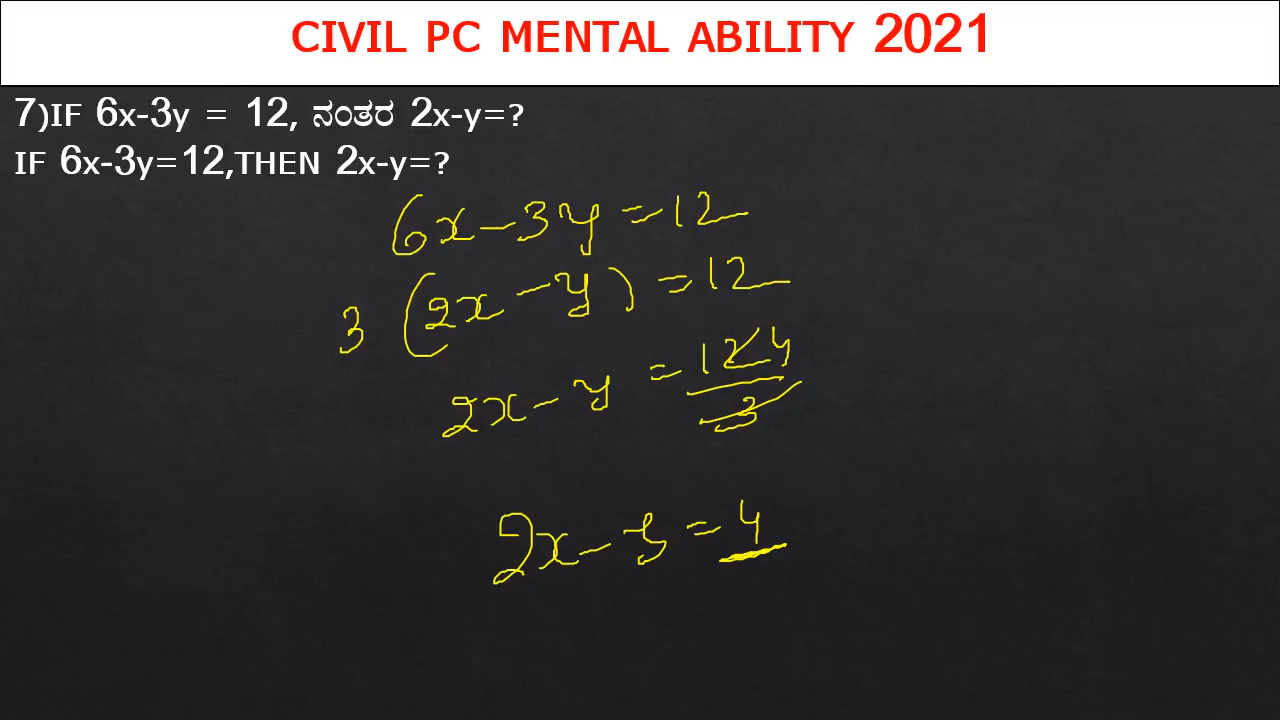 CIVIL PC MENTAL ABILITY 2021
7)IF 6x-3y = 12, ನಂತರ 2x-y=?
IF 6x-3y=12,THEN 2x-y=?
6x-3y=12
3 (2x-y)=12
2x-y=12 4
3
2x-y=4